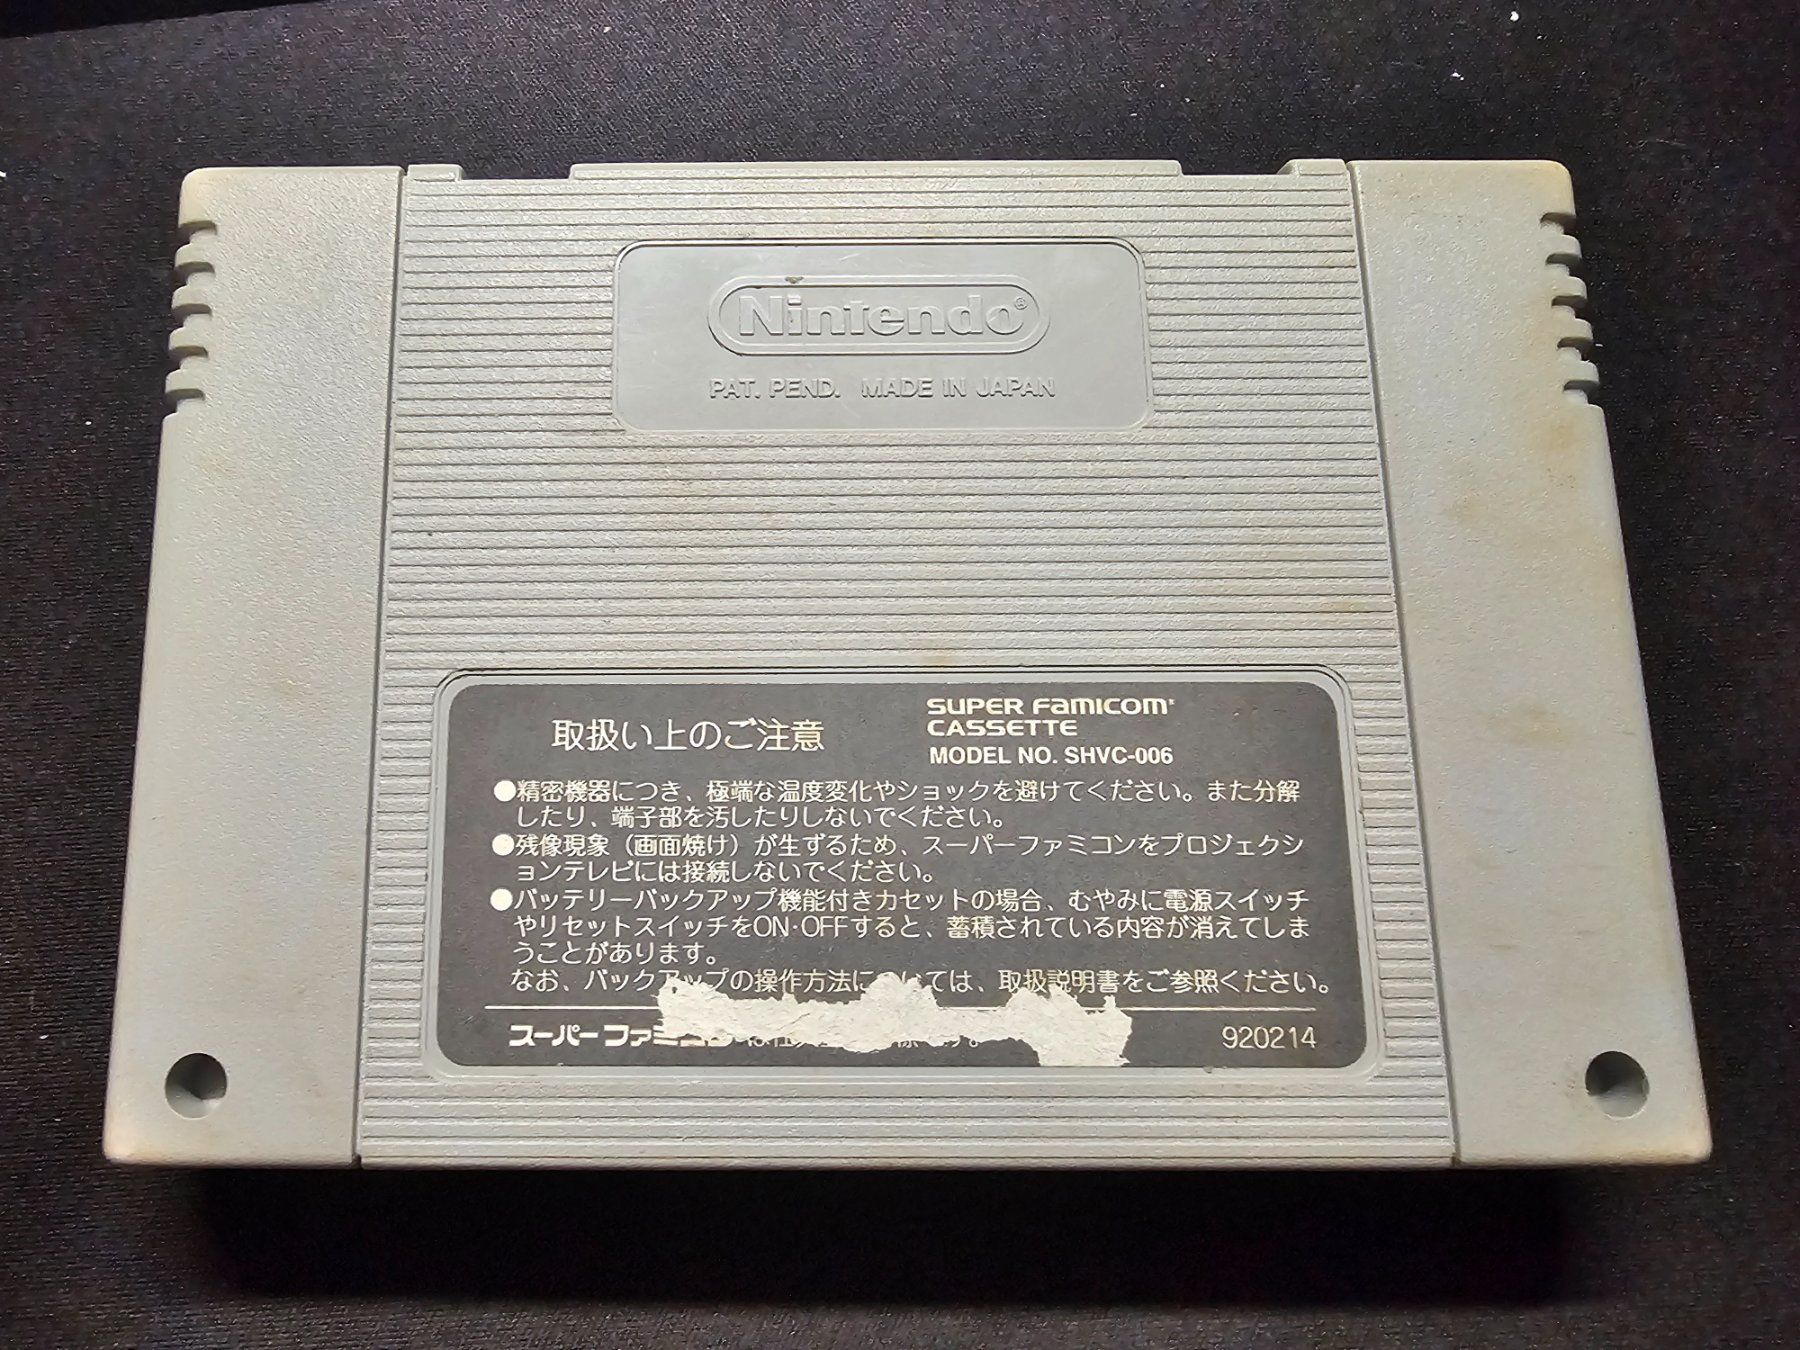 Nintendo®
PAT. PEND. MADE IN JAPAN
取扱い上のご注意
SUPER FAMICOM
CASSETTE
MODEL NO. SHVC-006
●精密機器につき、極端な温度変化やショックを避けてください。また分解
したり、端子部を汚したりしないでください。
●残像現象（画面焼け）が生ずるため、スーパーファミコンをプロジェクシ
ョンテレビには接続しないでください。
●バッテリーバックアップ機能付きカセットの場合、むやみに電源スイッチ
やリセットスイッチをON・OFFすると、蓄積されている内容が消えてしま
うことがあります。
なお、バックアップの操作方法については、取扱説明書をご参照ください。
スーパーファミコン
920214